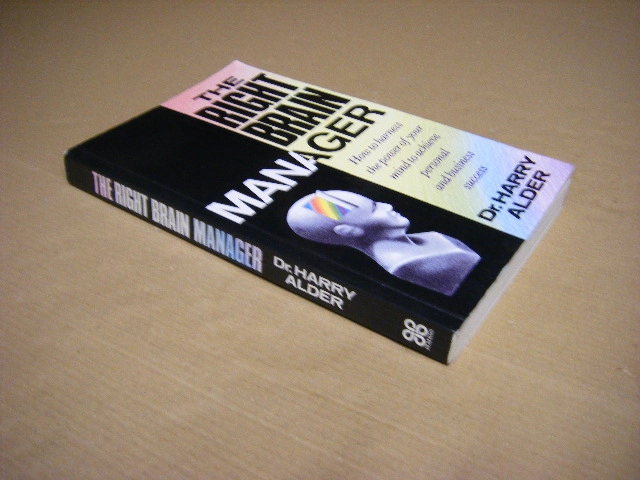 THE
RIGHT
BRAIN
MANAGER
How to harness
the power of your
mind to achieve
personal
and business
success
Dr. HARRY
ALDER
THE RIGHT BRAIN MANAGER
Dr. HARRY
ALDER